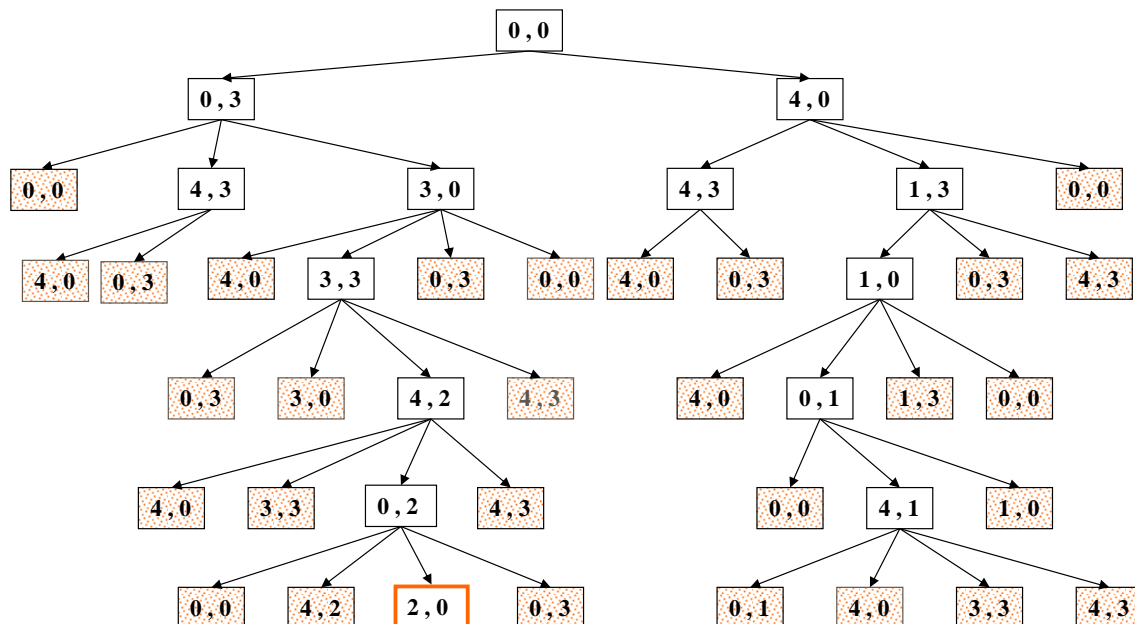 0 , 0
0 , 3 4 , 0
0 , 0 4 , 3 3 , 0 4 , 3 1 , 3 0 , 0
4 , 0 0 , 3 4 , 0 3 , 3 0 , 3 0 , 0 4 , 0 0 , 3 1 , 0 0 , 3 4 , 3
0 , 3 3 , 0 4 , 2 4 , 3 4 , 0 0 , 1 1 , 3 0 , 0
4 , 0 3 , 3 0 , 2 4 , 3 0 , 0 4 , 1 1 , 0
0 , 0 4 , 2 2 , 0 0 , 3 0 , 1 4 , 0 3 , 3 4 , 3